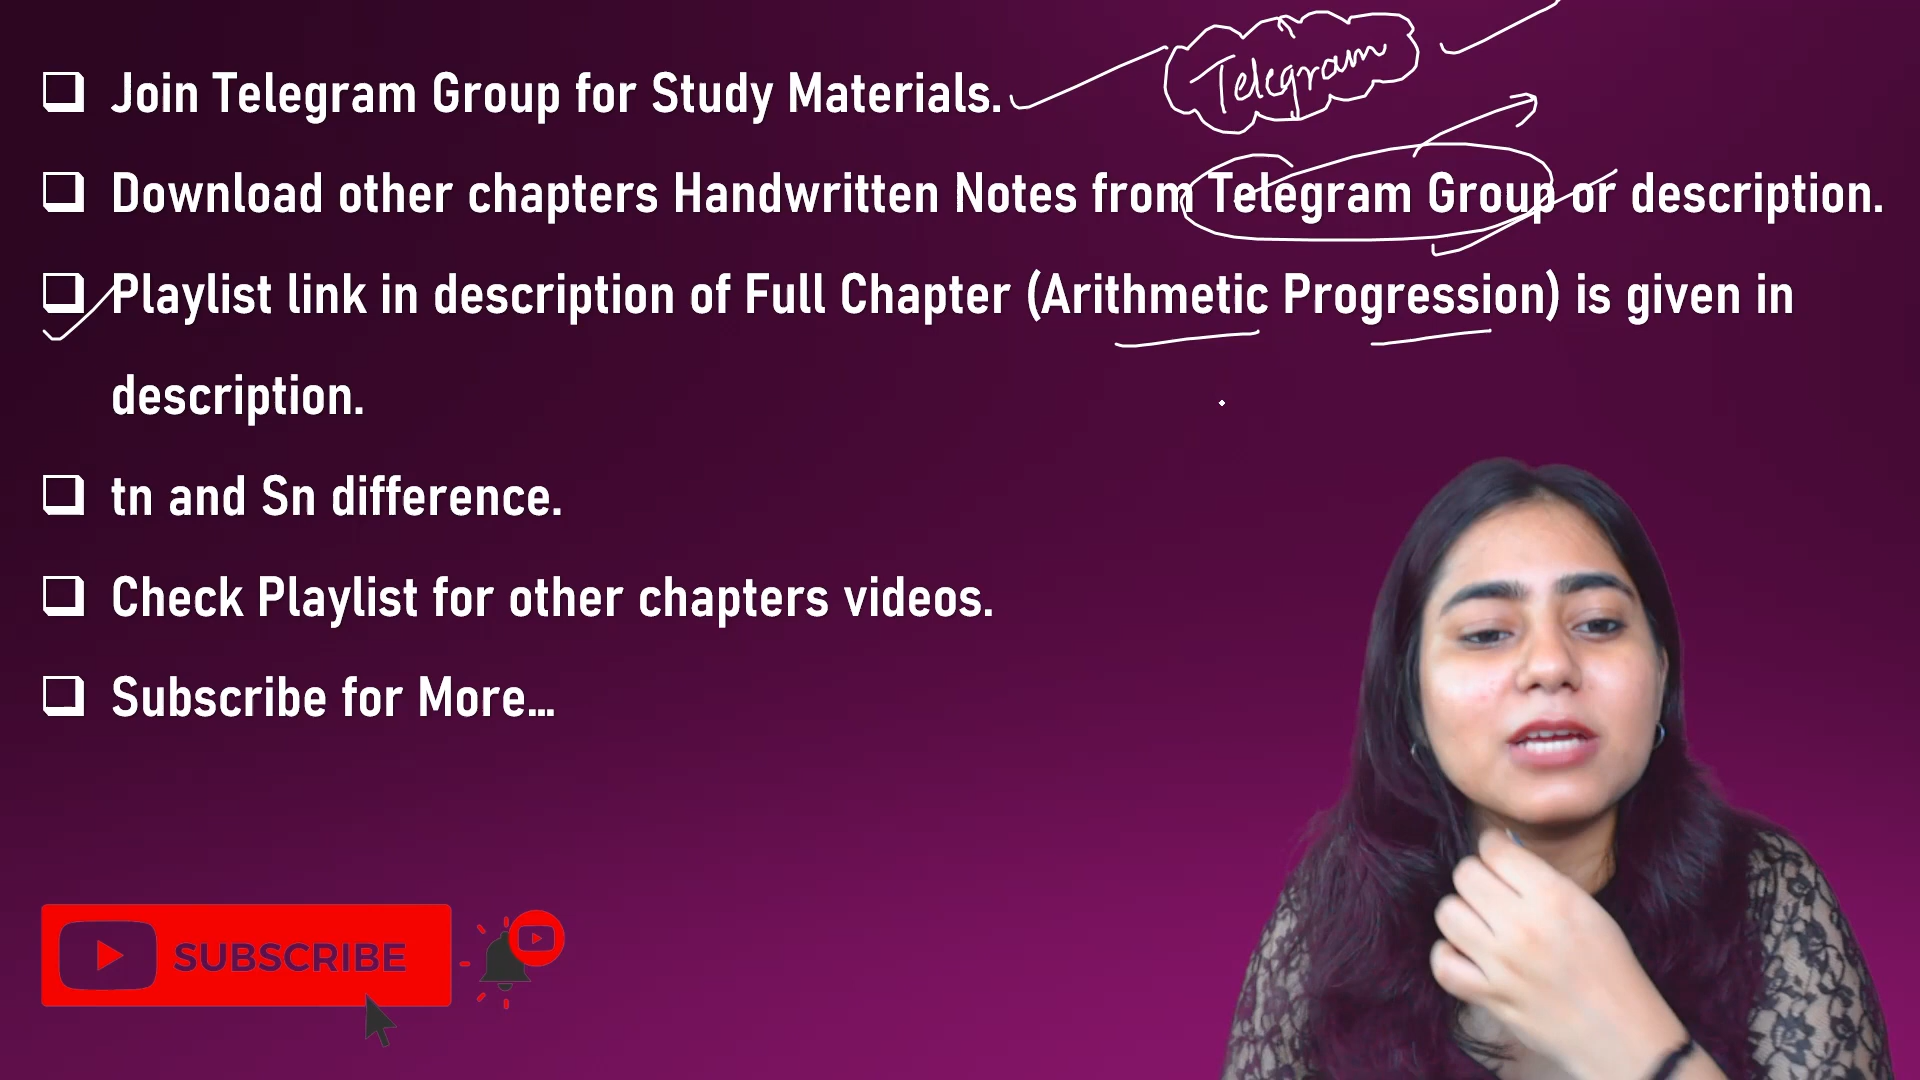 Telegram
Join Telegram Group for Study Materials.
Download other chapters Handwritten Notes from Telegram Group or description.
Playlist link in description of Full Chapter (Arithmetic Progression) is given in
description.
tn and Sn difference.
Check Playlist for other chapters videos.
Subscribe for More...
SUBSCRIBE